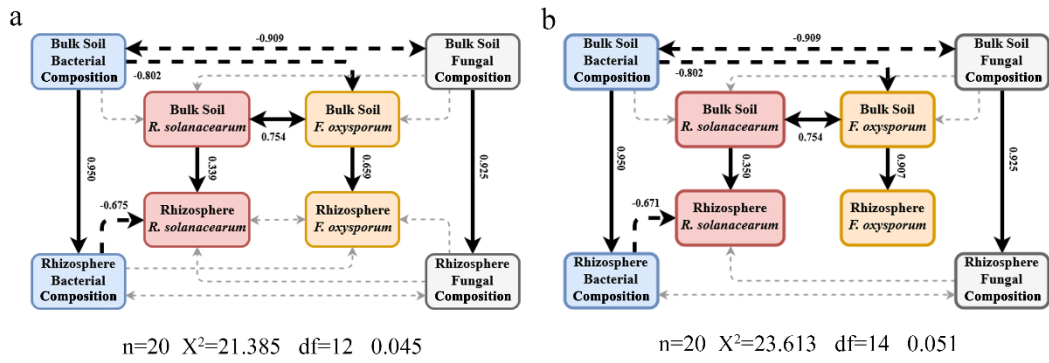 a
-0.909
Bulk Soil
Bacterial
Composition
Bulk Soil
Fungal
Composition
-0.802
Bulk Soil
R. solanacearum
Bulk Soil
F. oxysporum
0.754
0.950
0.339
0.659
0.925
-0.675
Rhizosphere
R. solanacearum
Rhizosphere
F. oxysporum
Rhizosphere
Bacterial
Composition
Rhizosphere
Fungal
Composition
n=20 X²=21.385 df=12 0.045
b
-0.909
Bulk Soil
Bacterial
Composition
Bulk Soil
Fungal
Composition
-0.802
Bulk Soil
R. solanacearum
Bulk Soil
F. oxysporum
0.754
0.950
0.350
0.907
0.925
-0.671
Rhizosphere
R. solanacearum
Rhizosphere
F. oxysporum
Rhizosphere
Bacterial
Composition
Rhizosphere
Fungal
Composition
n=20 X²=23.613 df=14 0.051